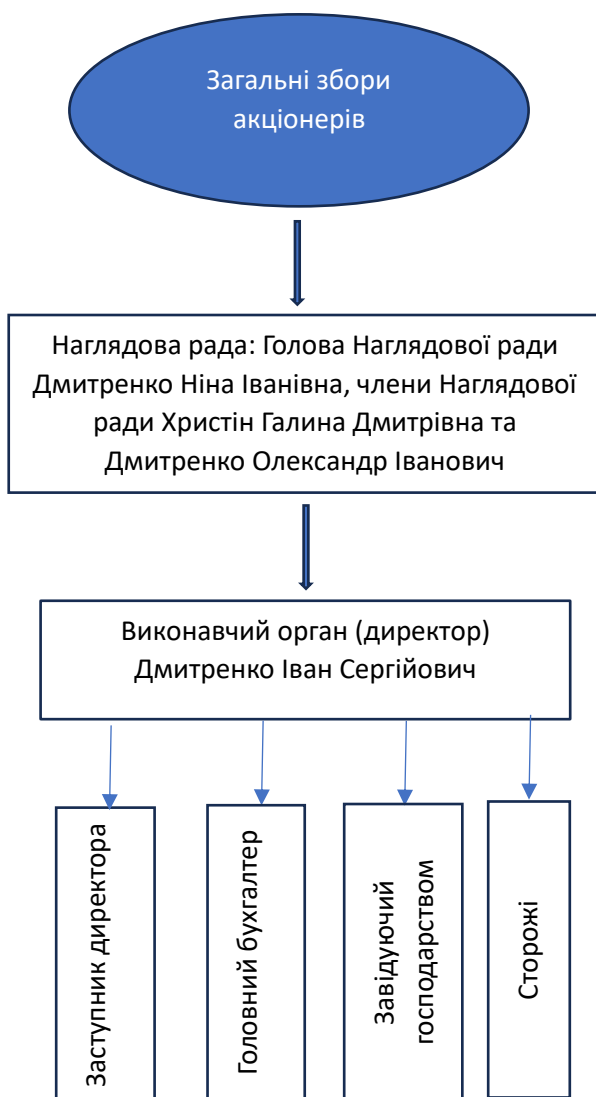 Загальні збори
акціонерів
Наглядова рада: Голова Наглядової ради
Дмитренко Ніна Іванівна, члени Наглядової
ради Христін Галина Дмитрівна та
Дмитренко Олександр Іванович
Виконавчий орган (директор)
Дмитренко Іван Сергійович
Заступник директора
Головний бухгалтер
Завідуючий
господарством
Сторожі